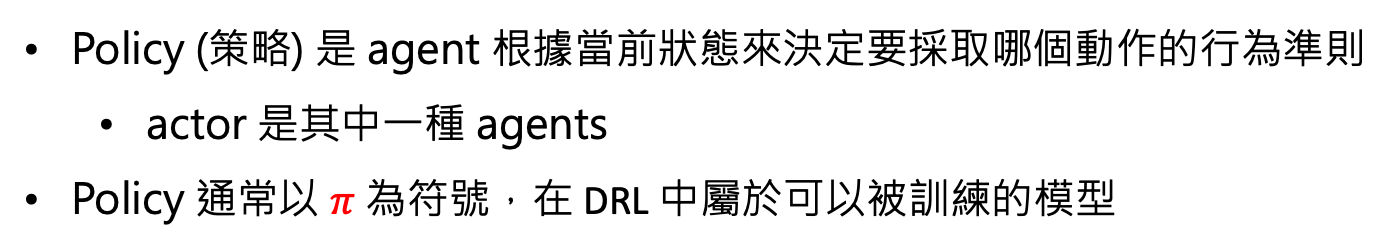 • Policy (策略) 是 agent 根據當前狀態來決定要採取哪個動作的行為準則
• actor 是其中一種 agents
• Policy 通常以 π 為符號，在 DRL 中屬於可以被訓練的模型